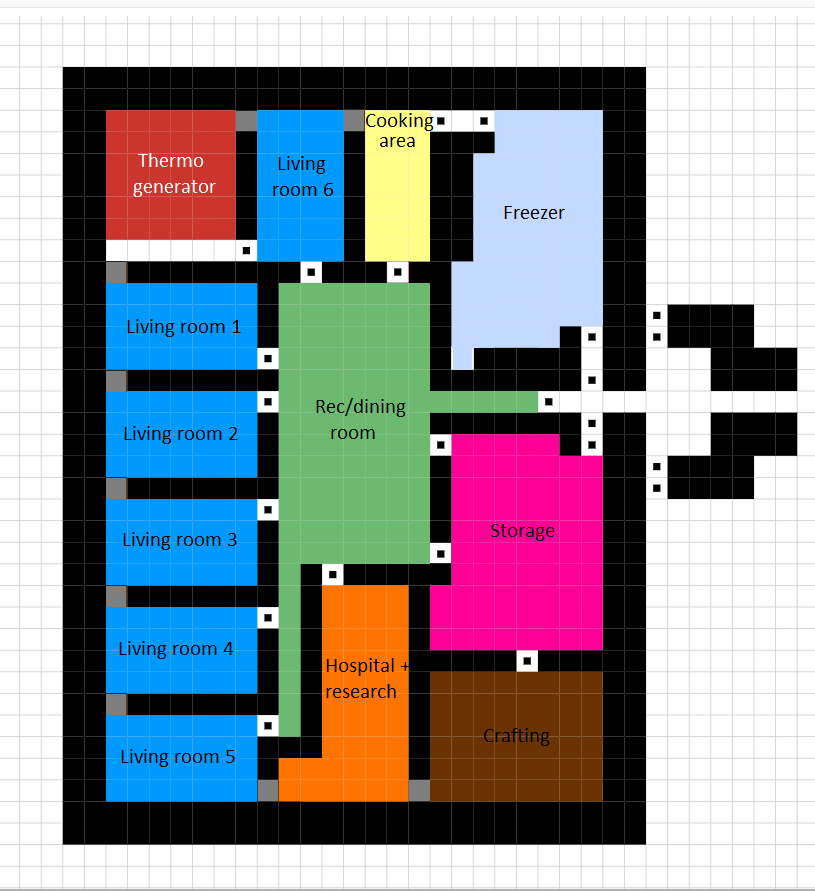 Thermo
generator
Living
room 6
Cooking
area
Freezer
Living room 1
Living room 2
Rec/dining
room
Living room 3
Storage
Living room 4
Hospital +
research
Living room 5
Crafting